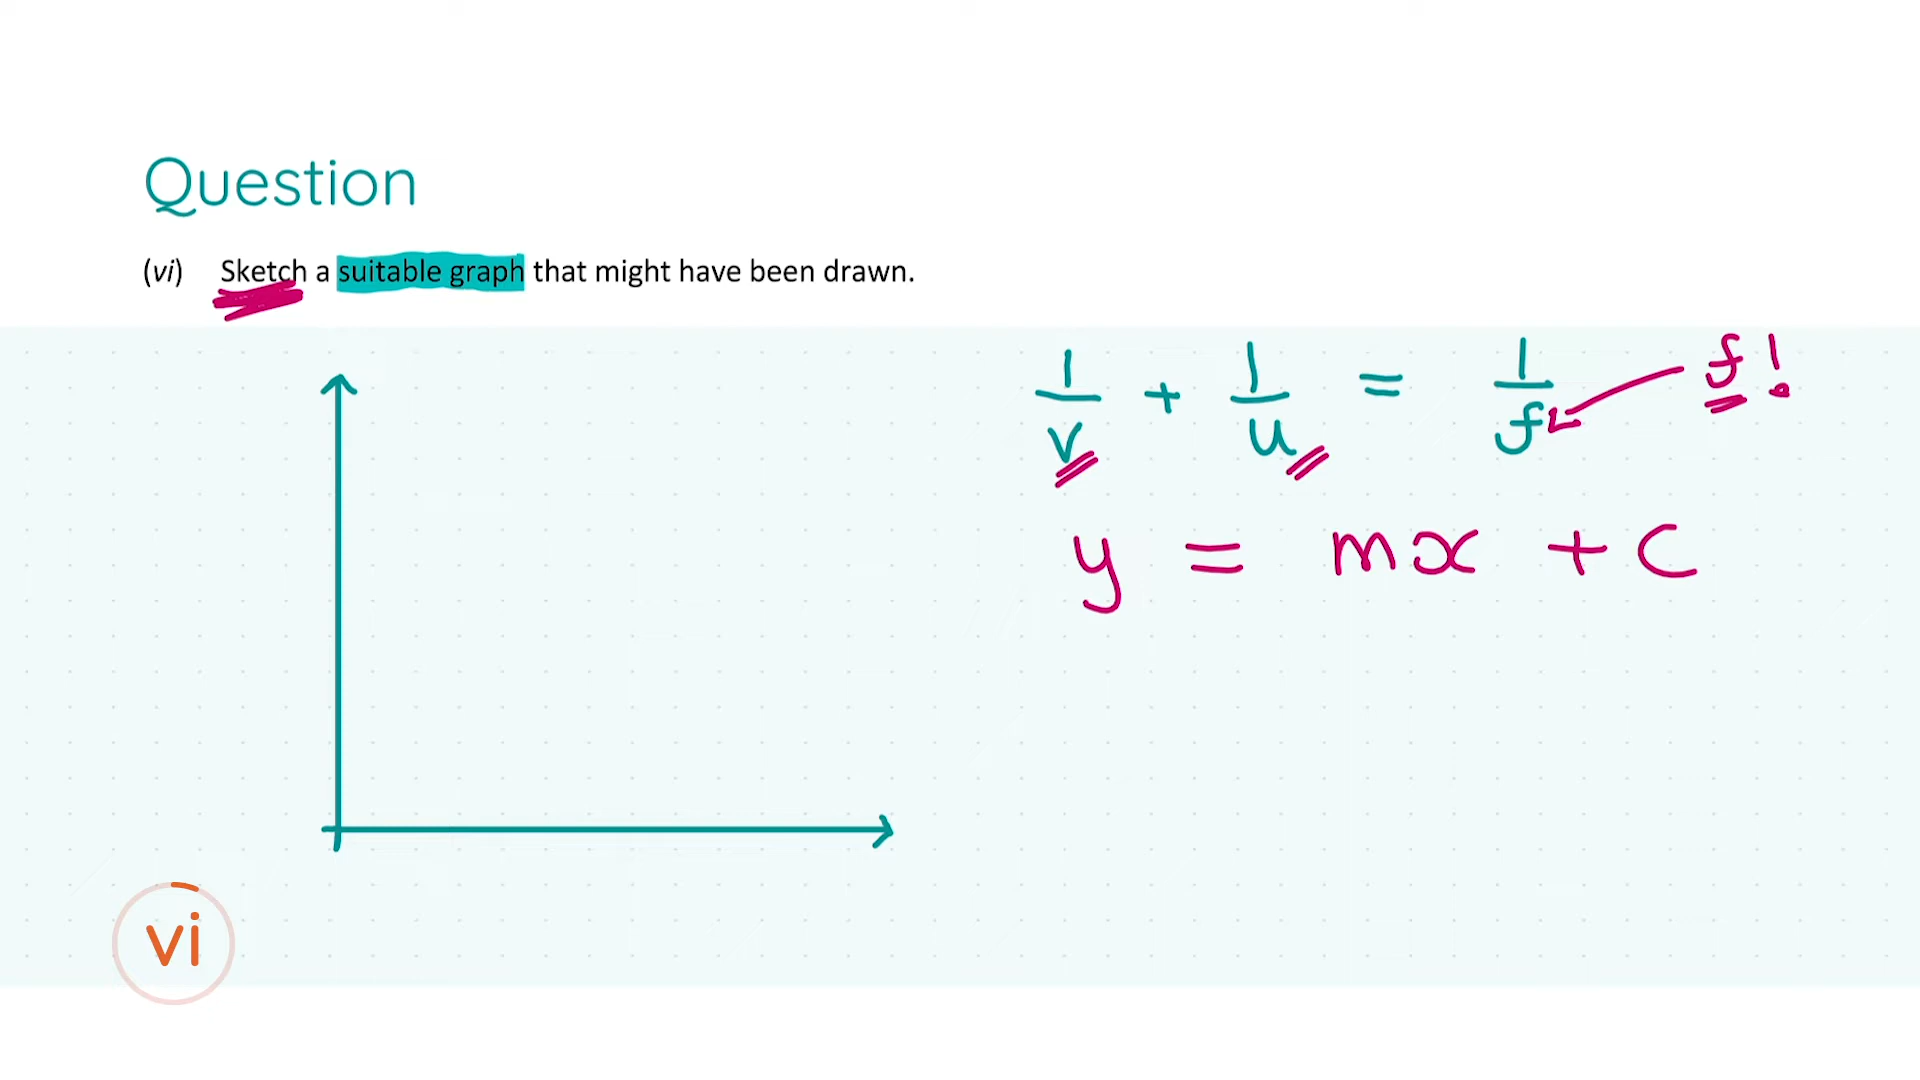 Question
(vi) Sketch a suitable graph that might have been drawn.
1/v + 1/u = 1/f f!
y = mx + c
vi